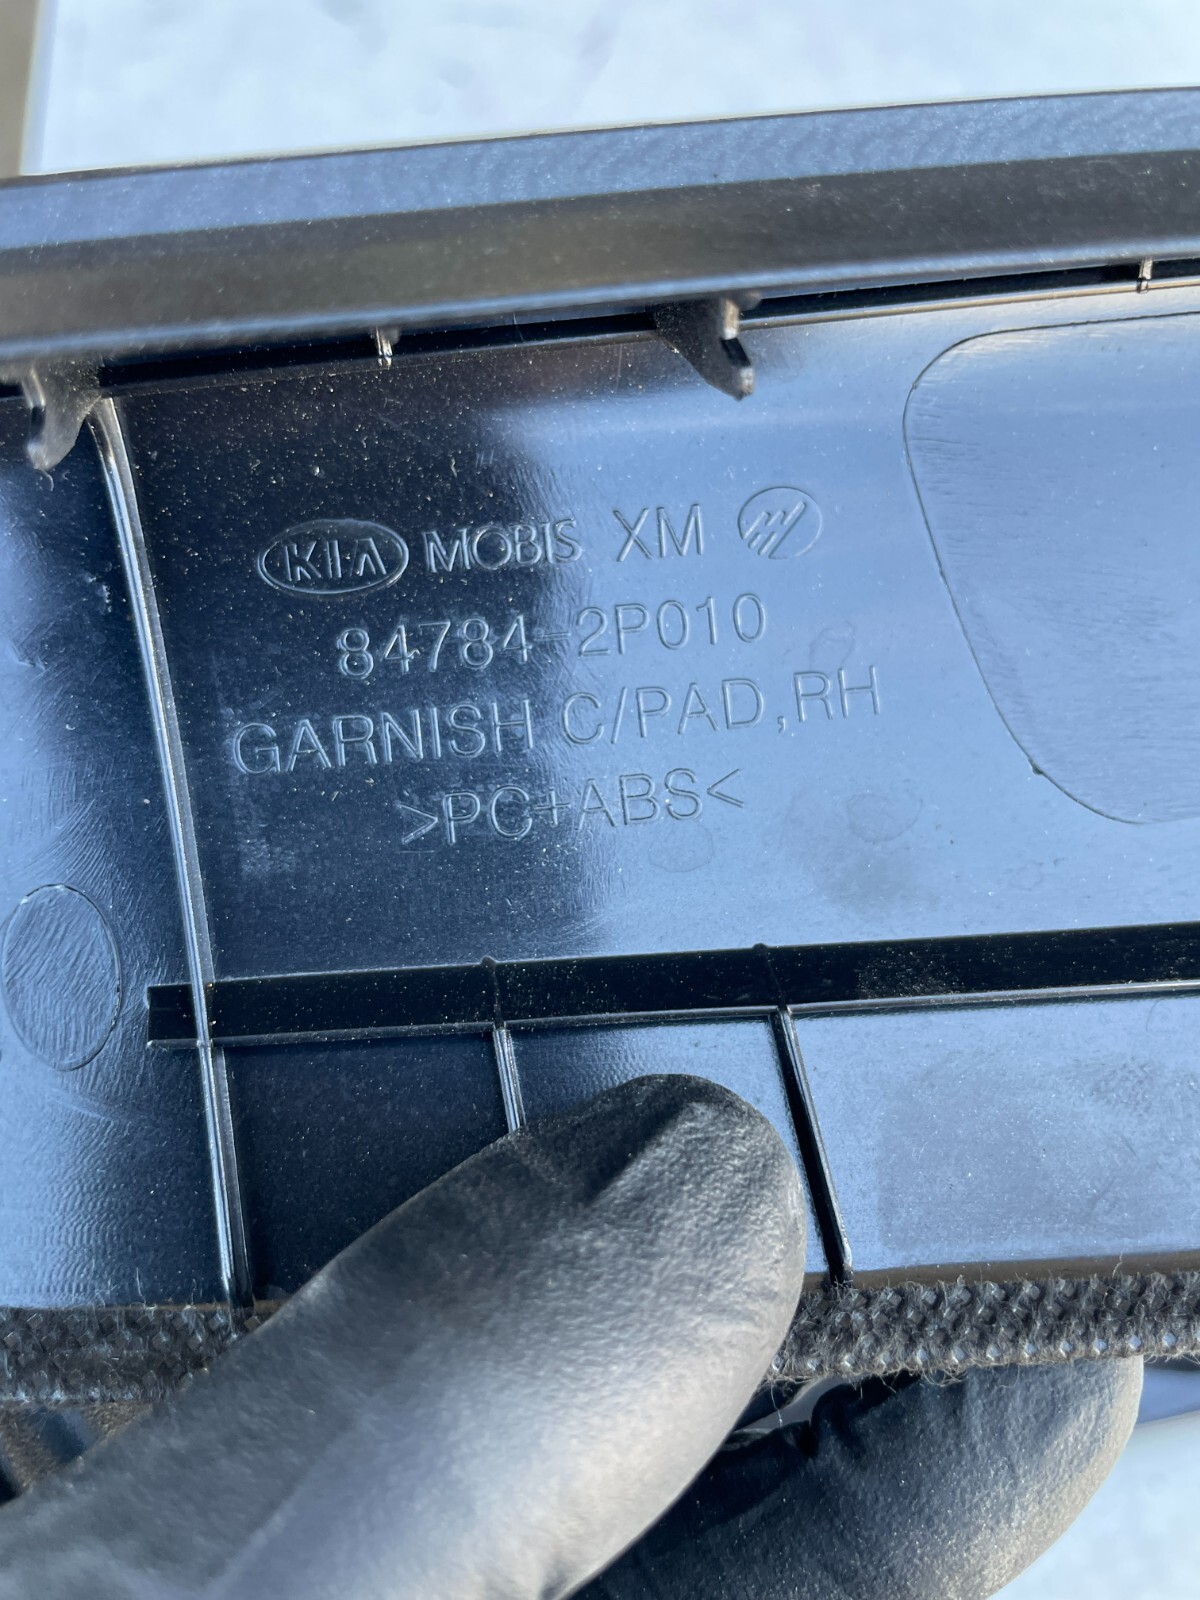 KIA MOBIS XM
84784-2P010
GARNISH C/PAD,RH
>PC+ABS<